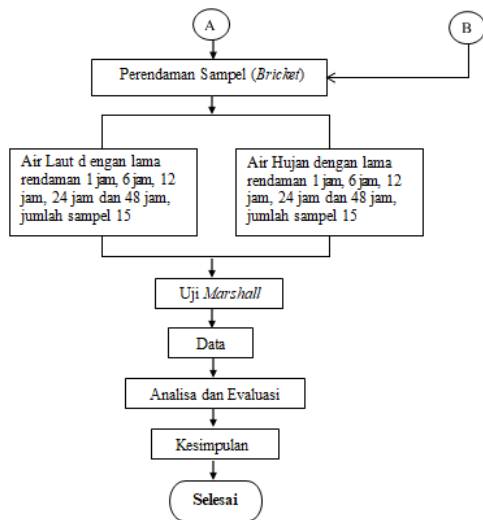 A
B
Perendaman Sampel (Bricket)
Air Laut d engan lama
rendaman 1 jam, 6 jam, 12
jam, 24 jam dan 48 jam,
jumlah sampel 15
Air Hujan dengan lama
rendaman 1 jam, 6 jam, 12
jam, 24 jam dan 48 jam,
jumlah sampel 15
Uji Marshall
Data
Analisa dan Evaluasi
Kesimpulan
Selesai